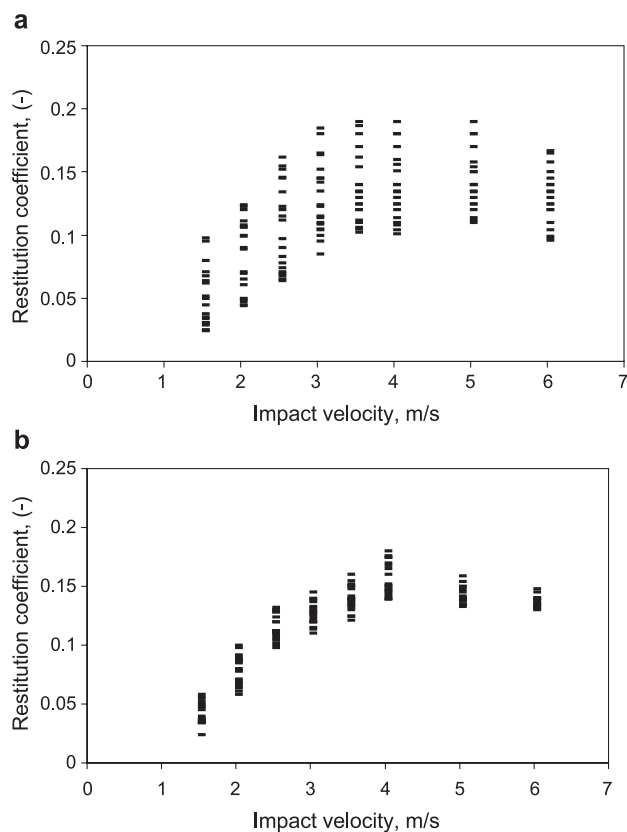 a
0.25
0.2
0.15
0.1
0.05
0
0 1 2 3 4 5 6 7
Restitution coefficient, (-)
Impact velocity, m/s
b
0.25
0.2
0.15
0.1
0.05
0
0 1 2 3 4 5 6 7
Restitution coefficient, (-)
Impact velocity, m/s